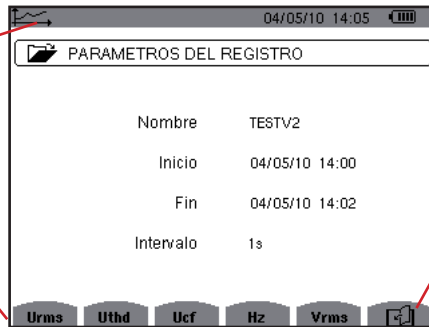 04/05/10 14:05
PARAMETROS DEL REGISTRO
Nombre TESTV2
Inicio 04/05/10 14:00
Fin 04/05/10 14:02
Intervalo 1s
Urms Uthd Ucf Hz Vrms